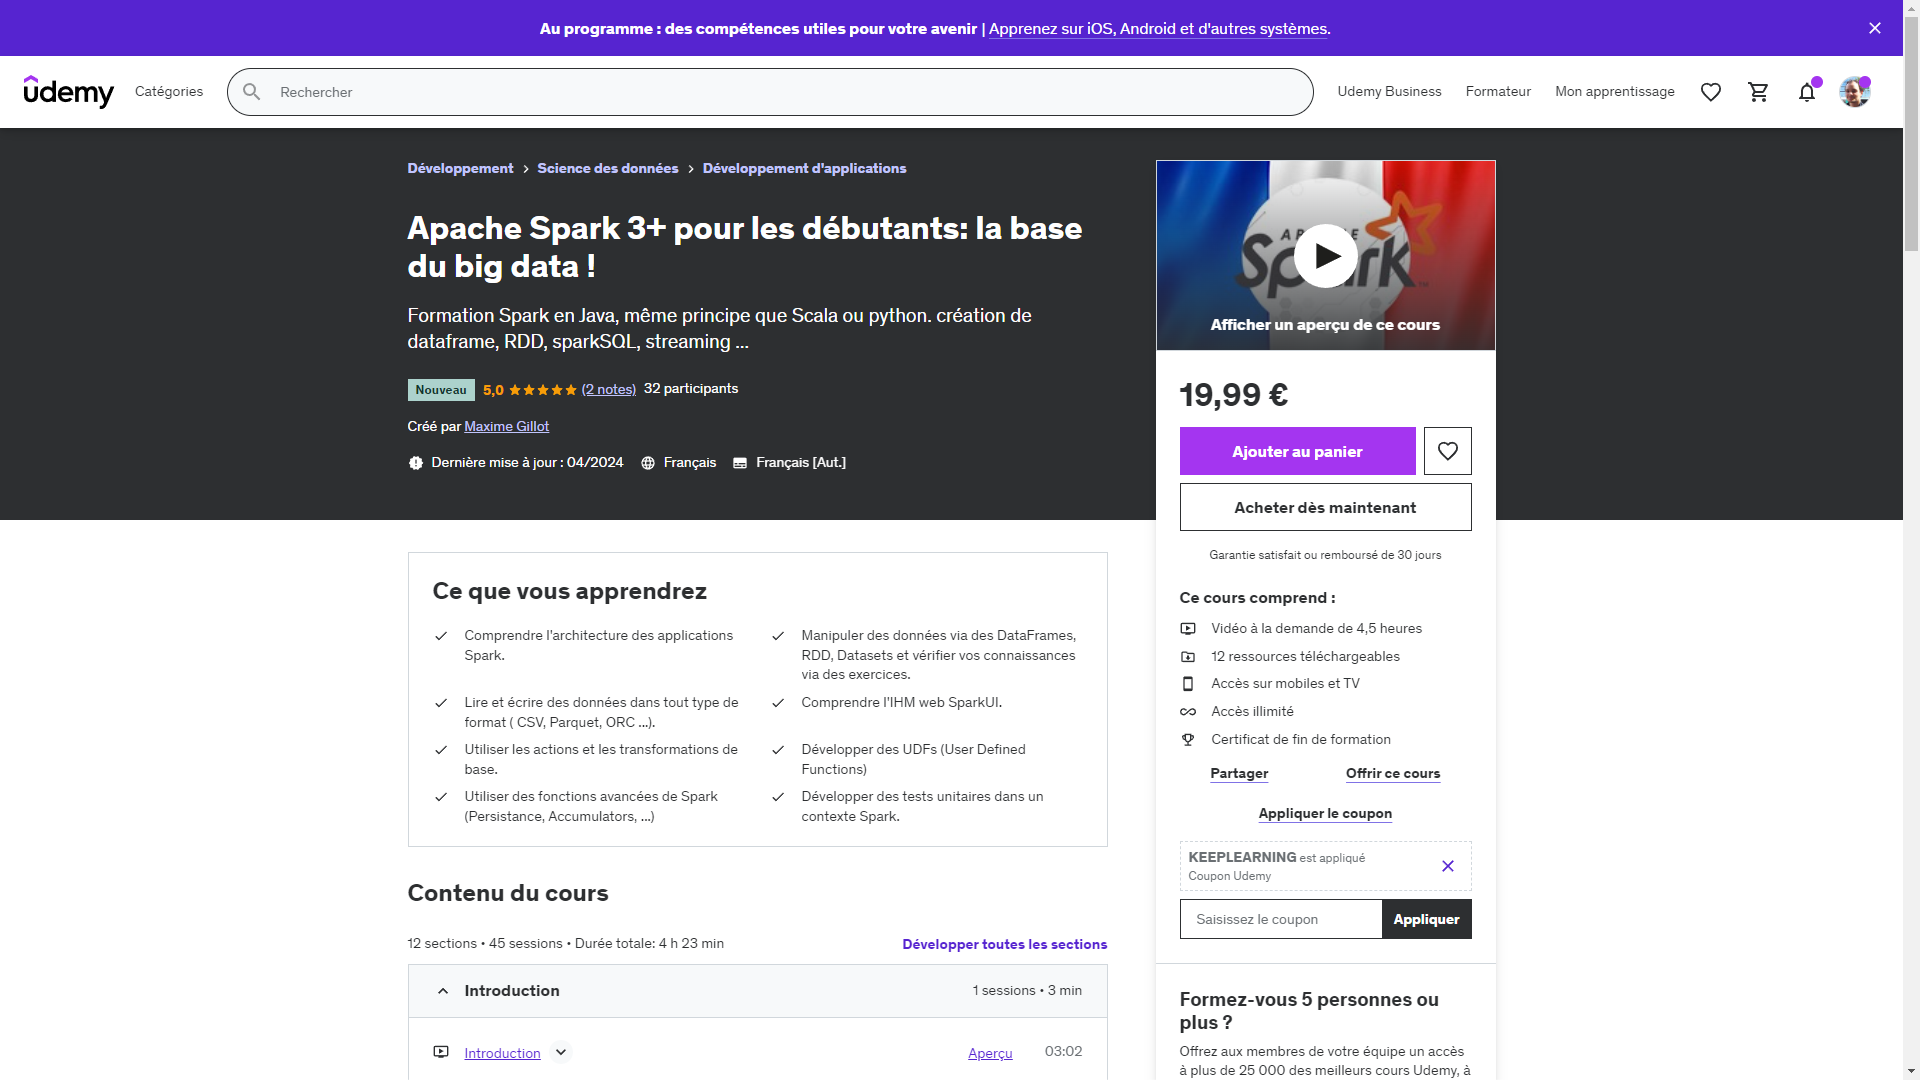 Au programme : des compétences utiles pour votre avenir | Apprenez sur iOS, Android et d'autres systèmes.
udemy
Catégories
Rechercher
Udemy Business
Formateur
Mon apprentissage
Développement > Science des données > Développement d'applications
Apache Spark 3+ pour les débutants: la base
du big data !
Formation Spark en Java, même principe que Scala ou python. création de
dataframe, RDD, sparkSQL, streaming ...
Nouveau 5,0 (2 notes) 32 participants
Créé par Maxime Gillot
Dernière mise à jour : 04/2024 Français Français [Aut.]
APACHE
Spark
Afficher un aperçu de ce cours
19,99 €
Ajouter au panier
Acheter dès maintenant
Garantie satisfait ou remboursé de 30 jours
Ce cours comprend :
Vidéo à la demande de 4,5 heures
12 ressources téléchargeables
Accès sur mobiles et TV
Accès illimité
Certificat de fin de formation
Partager
Offrir ce cours
Appliquer le coupon
KEEPLEARNING est appliqué
Coupon Udemy
Saisissez le coupon
Appliquer
Formez-vous 5 personnes ou
plus ?
Offrez aux membres de votre équipe un accès
à plus de 25 000 des meilleurs cours Udemy, à
Ce que vous apprendrez
Comprendre l'architecture des applications
Spark.
Manipuler des données via des DataFrames,
RDD, Datasets et vérifier vos connaissances
via des exercices.
Lire et écrire des données dans tout type de
format ( CSV, Parquet, ORC ...).
Comprendre l'IHM web SparkUI.
Utiliser les actions et les transformations de
base.
Développer des UDFs (User Defined
Functions)
Utiliser des fonctions avancées de Spark
(Persistance, Accumulators, ...)
Développer des tests unitaires dans un
contexte Spark.
Contenu du cours
12 sections • 45 sessions • Durée totale: 4 h 23 min
Développer toutes les sections
Introduction
1 sessions • 3 min
Introduction
Aperçu
03:02